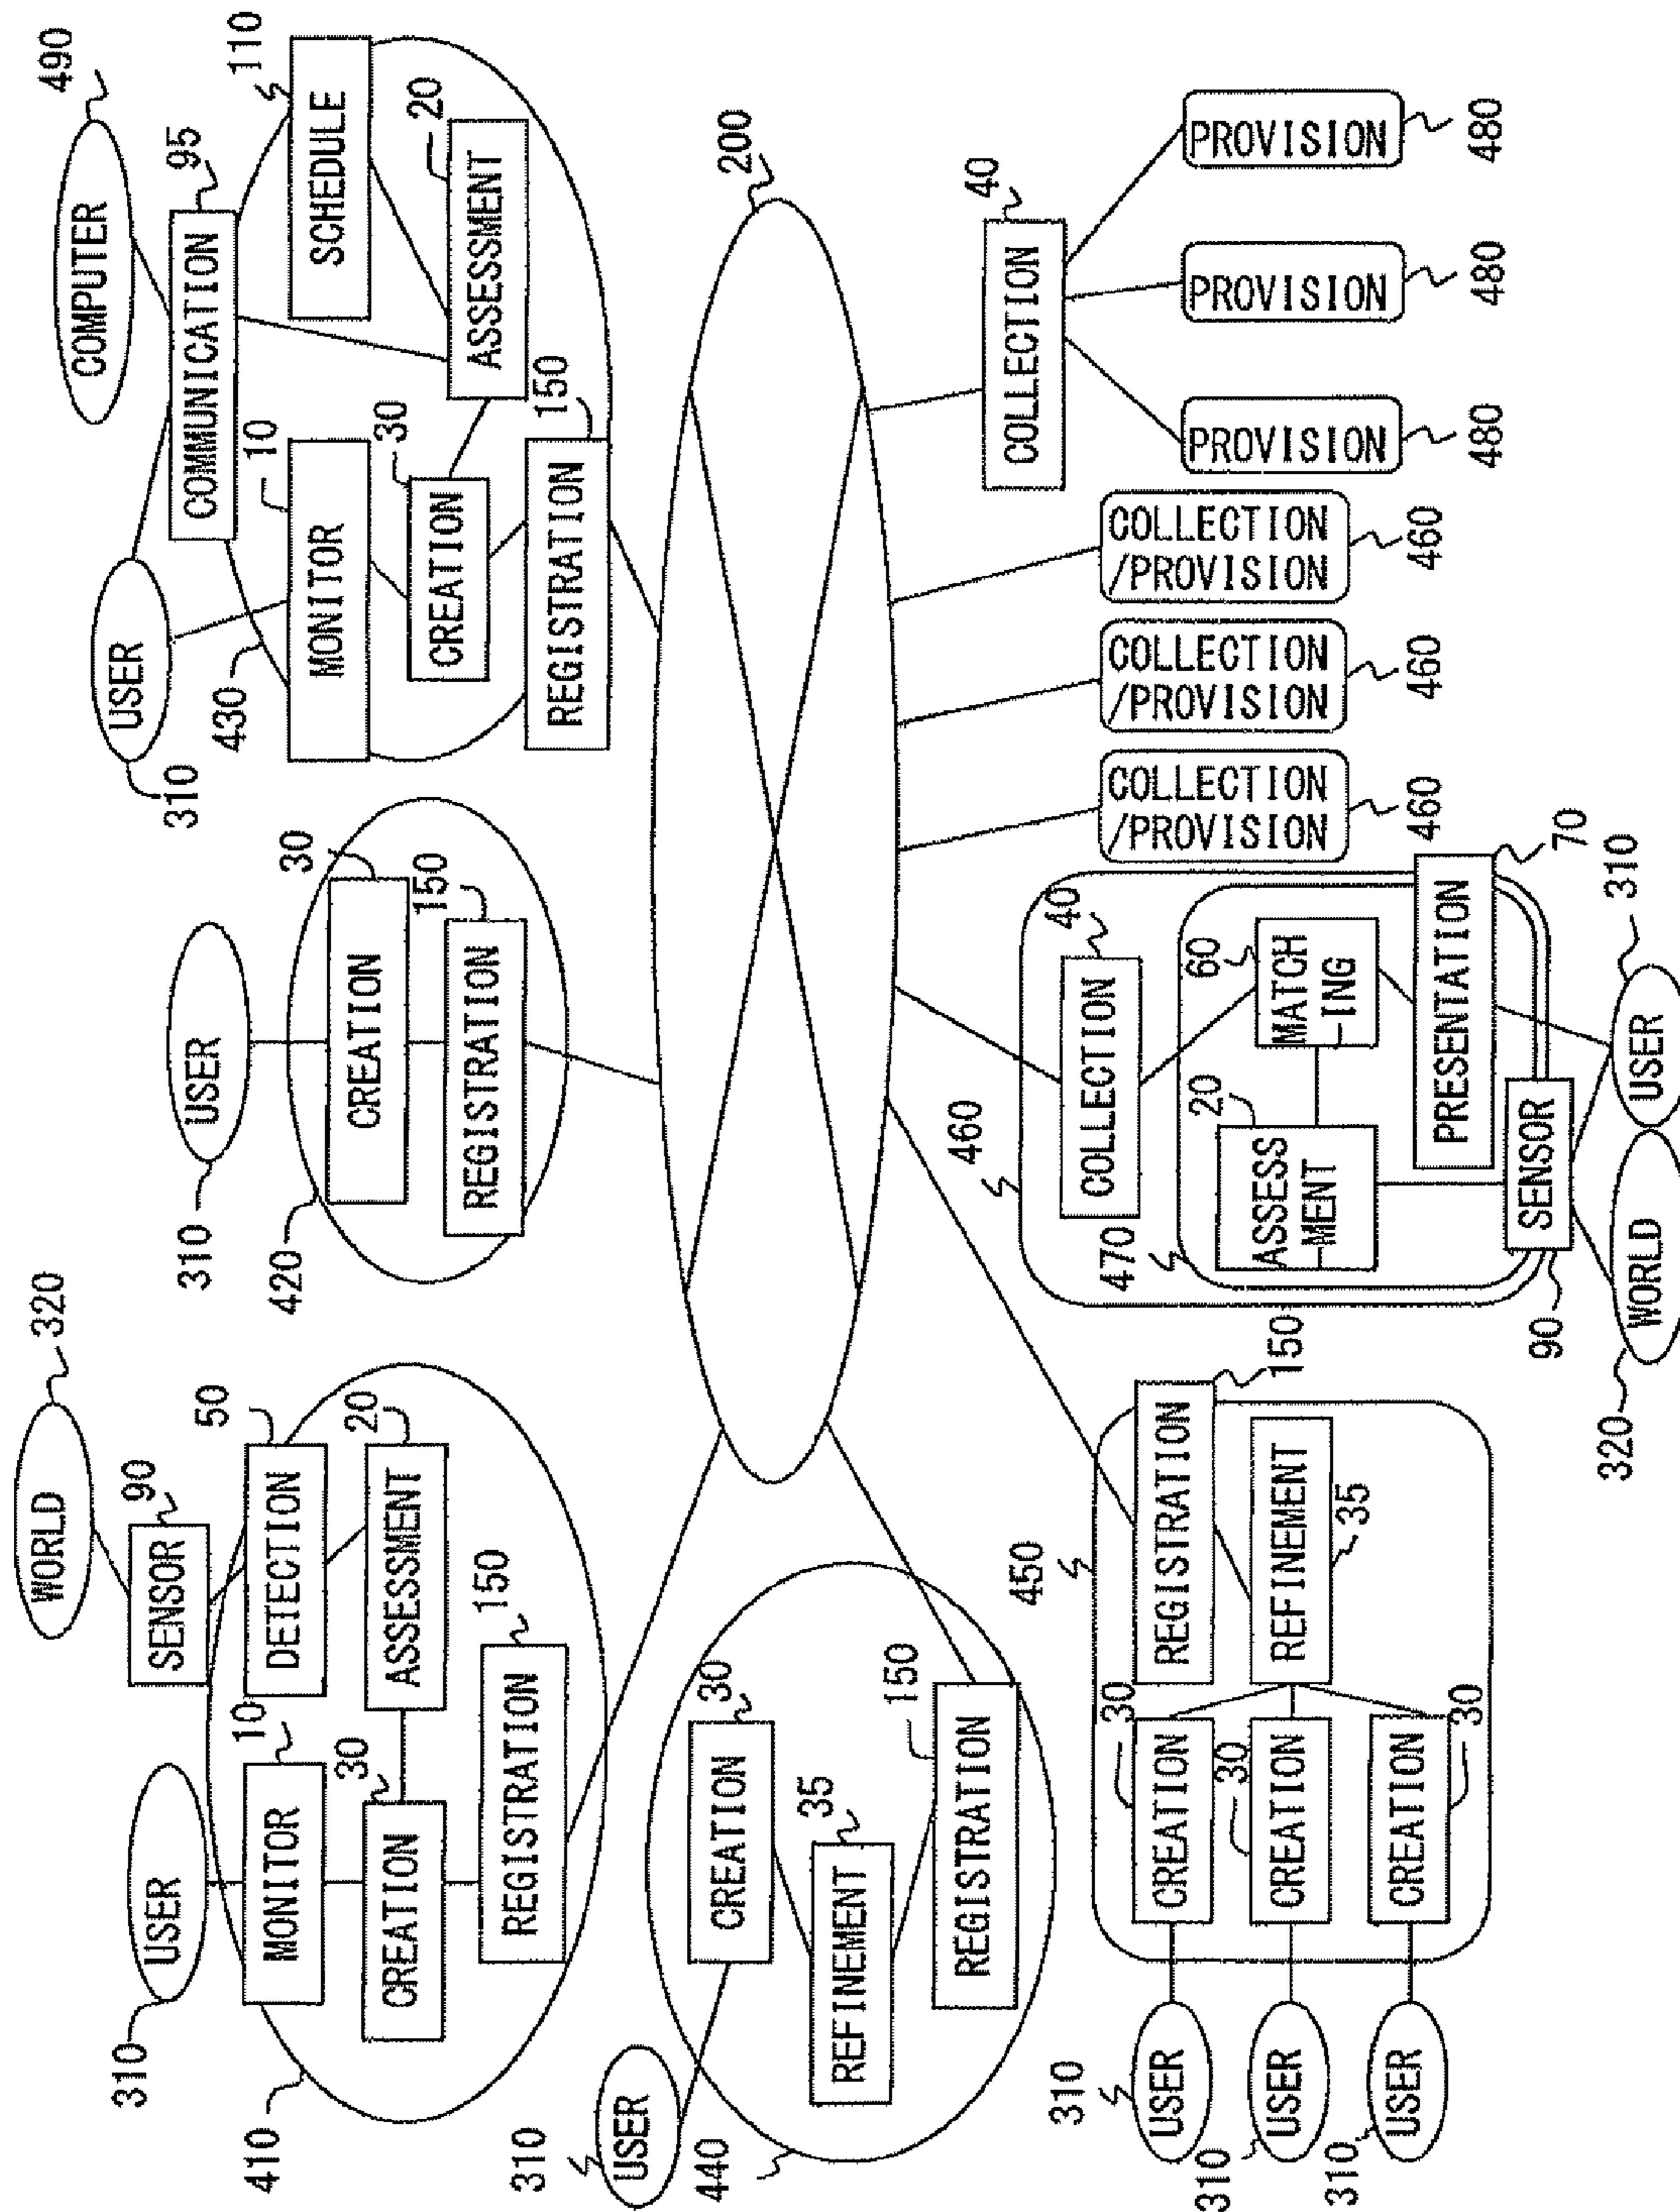 310
USER
410
MONITOR
10
CREATION
30
REGISTRATION
150
WORLD
320
SENSOR
90
DETECTION
50
ASSESSMENT
20
310
USER
420
CREATION
30
REGISTRATION
150
310
USER
430
COMPUTER
490
COMMUNICATION
95
MONITOR
10
SCHEDULE
110
CREATION
30
ASSESSMENT
20
REGISTRATION
150
200
310
USER
440
CREATION
30
REFINEMENT
35
REGISTRATION
150
310
USER
310
USER
310
USER
450
CREATION
30
CREATION
30
CREATION
30
REGISTRATION
150
REFINEMENT
35
460
COLLECTION
40
470
ASSESS
-MENT
20
MATCH
-ING
60
PRESENTATION
70
SENSOR
90
WORLD
320
USER
310
COLLECTION
/PROVISION
460
COLLECTION
/PROVISION
460
COLLECTION
/PROVISION
460
COLLECTION
40
PROVISION
480
PROVISION
480
PROVISION
480